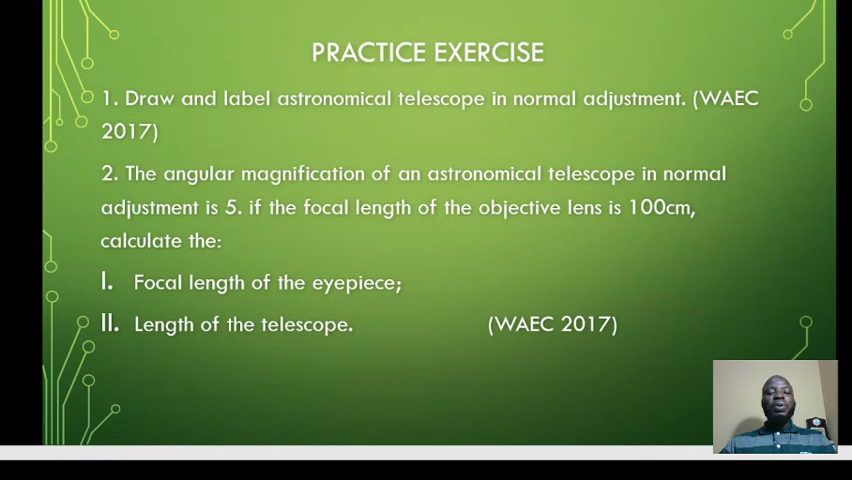 PRACTICE EXERCISE
1. Draw and label astronomical telescope in normal adjustment. (WAEC
2017)
2. The angular magnification of an astronomical telescope in normal
adjustment is 5. if the focal length of the objective lens is 100cm,
calculate the:
I. Focal length of the eyepiece;
II. Length of the telescope. (WAEC 2017)